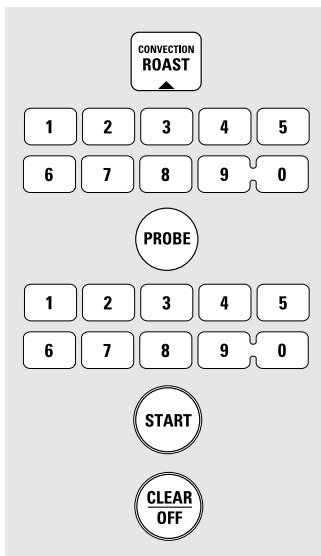 CONVECTION
ROAST
1 2 3 4 5
6 7 8 9 0
PROBE
1 2 3 4 5
6 7 8 9 0
START
CLEAR
OFF